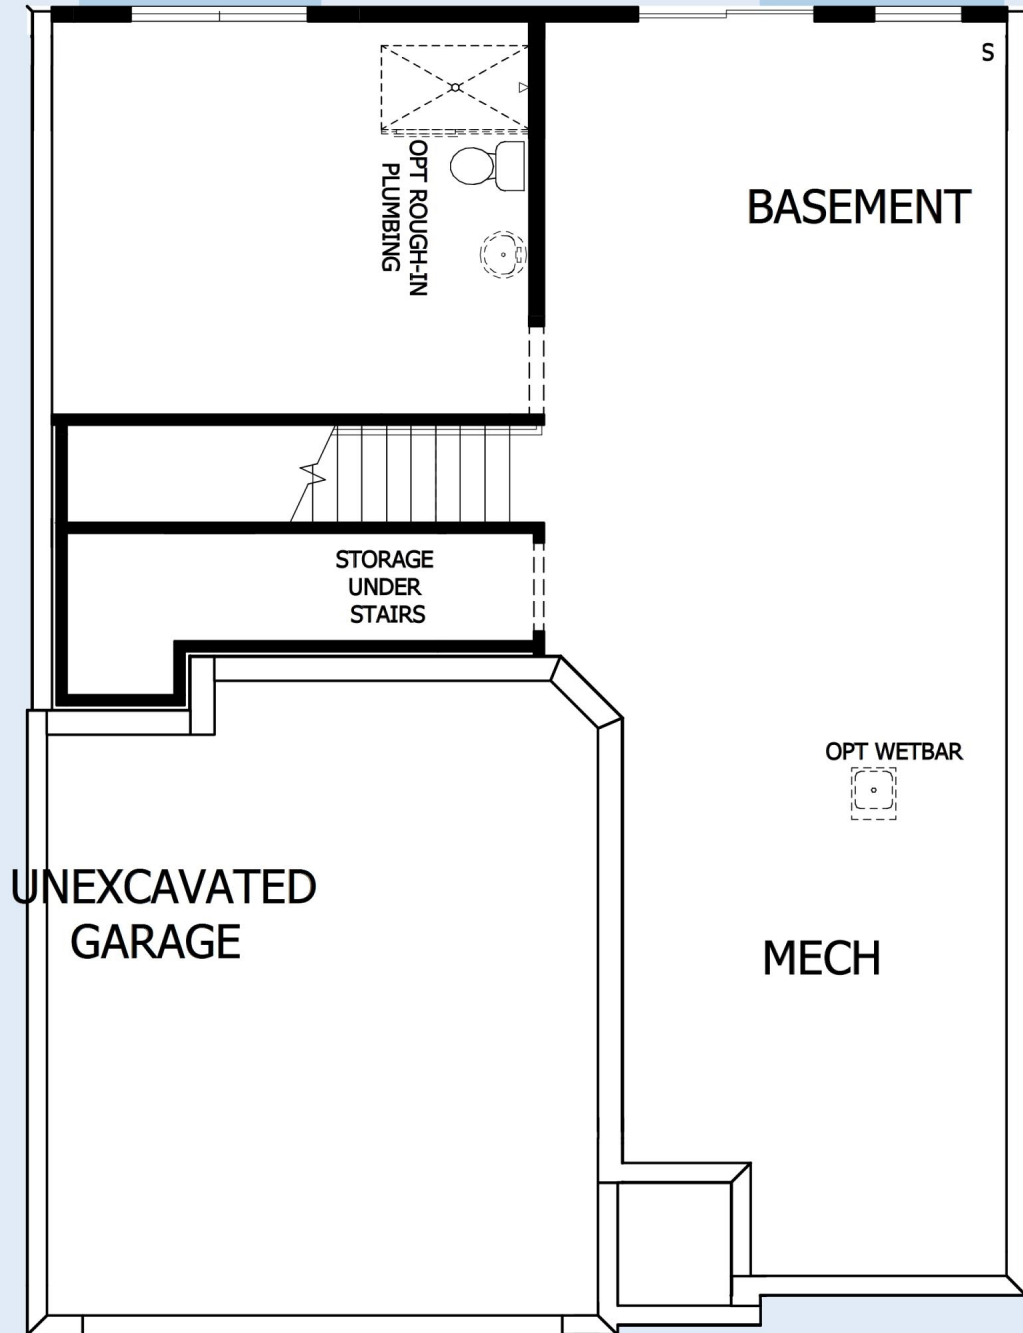 S
BASEMENT
OPT ROUGH-IN
PLUMBING
STORAGE
UNDER
STAIRS
OPT WETBAR
UNEXCAVATED
GARAGE
MECH